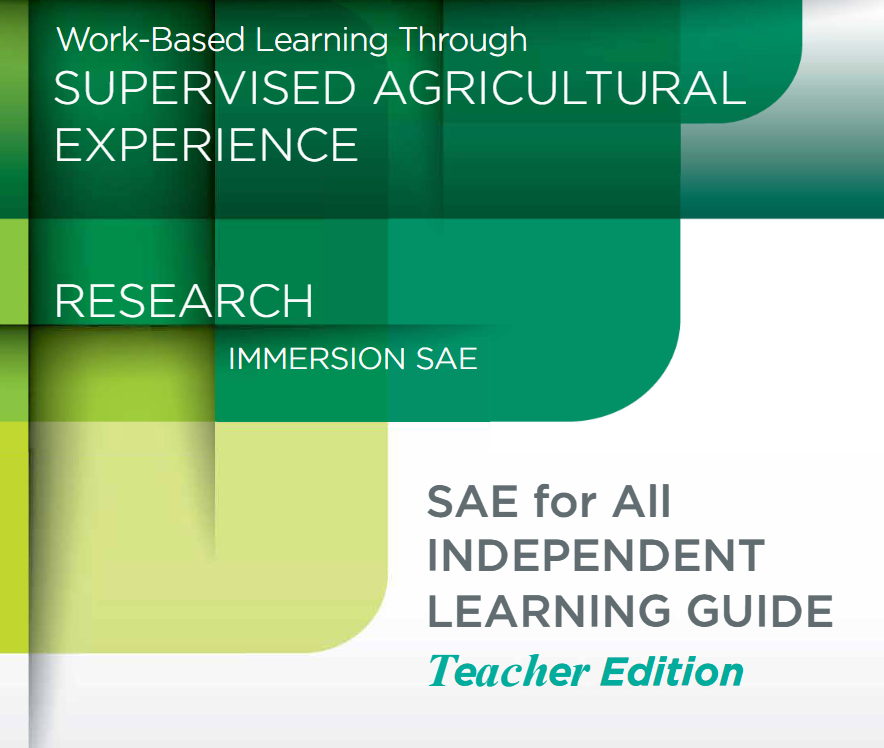 Work-Based Learning Through
SUPERVISED AGRICULTURAL
EXPERIENCE
RESEARCH
IMMERSION SAE
SAE for All
INDEPENDENT
LEARNING GUIDE
Teacher Edition